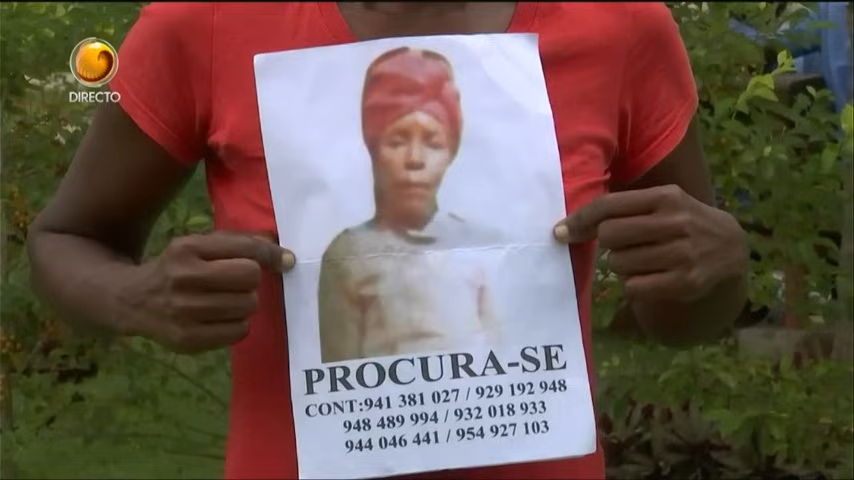 DIRECTO
PROCURA-SE
CONT:941 381 027 / 929 192 948
948 489 994 / 932 018 933
944 046 441 / 954 927 103